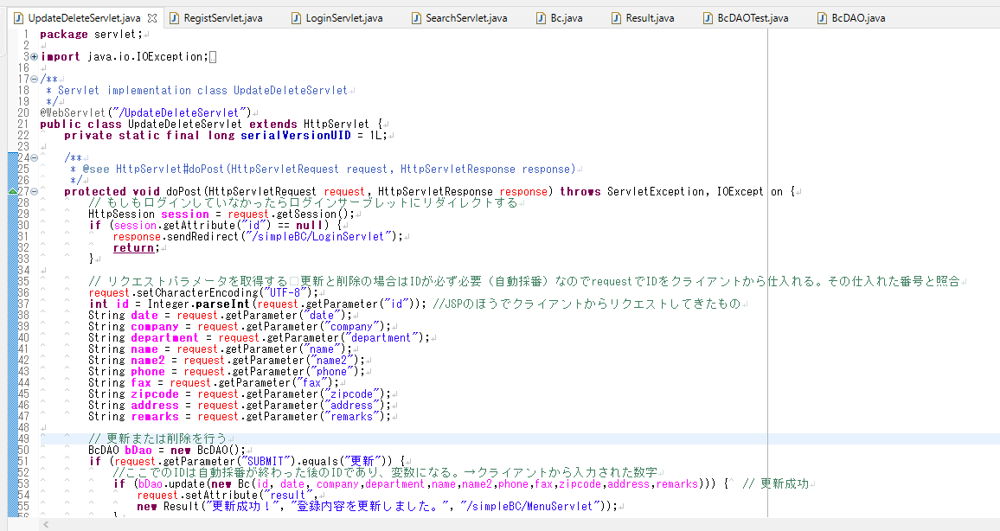 UpdateDeleteServlet.java RegistServlet.java LoginServlet.java SearchServlet.java Bc.java Result.java BcDAOTest.java BcDAO.java
1 package servlet;
2
3 import java.io.IOException;
16
17 /**
18 * Servlet implementation class UpdateDeleteServlet
19 */
20 @WebServlet("/UpdateDeleteServlet")
21 public class UpdateDeleteServlet extends HttpServlet {
22 private static final long serialVersionUID = 1L;
23
24 /**
25 * @see HttpServlet#doPost(HttpServletRequest request, HttpServletResponse response)
26 */
27 protected void doPost(HttpServletRequest request, HttpServletResponse response) throws ServletException, IOException {
28 // もしもログインしていなかったらログインサーブレットにリダイレクトする
29 HttpSession session = request.getSession();
30 if (session.getAttribute("id") == null) {
31 response.sendRedirect("/simpleBC/LoginServlet");
32 return;
33 }
34
35 // リクエストパラメータを取得する□更新と削除の場合はIDが必ず必要（自動採番）なのでrequestでIDをクライアントから仕入れる。その仕入れた番号と照合
36 request.setCharacterEncoding("UTF-8");
37 int id = Integer.parseInt(request.getParameter("id")); //JSPのほうでクライアントからリクエストしてきたもの
38 String date = request.getParameter("date");
39 String company = request.getParameter("company");
40 String department = request.getParameter("department");
41 String name = request.getParameter("name");
42 String name2 = request.getParameter("name2");
43 String phone = request.getParameter("phone");
44 String fax = request.getParameter("fax");
45 String zipcode = request.getParameter("zipcode");
46 String address = request.getParameter("address");
47 String remarks = request.getParameter("remarks");
48
49 // 更新または削除を行う
50 BcDAO bDao = new BcDAO();
51 if (request.getParameter("SUBMIT").equals("更新")) {
52 //ここでのIDは自動採番が終わった後のIDであり、変数になる。→クライアントから入力された数字
53 if (bDao.update(new Bc(id, date, company,department,name,name2,phone,fax,zipcode,address,remarks))) { // 更新成功
54 request.setAttribute("result",
55 new Result("更新成功！", "登録内容を更新しました。", "/simpleBC/MenuServlet"));
56 }